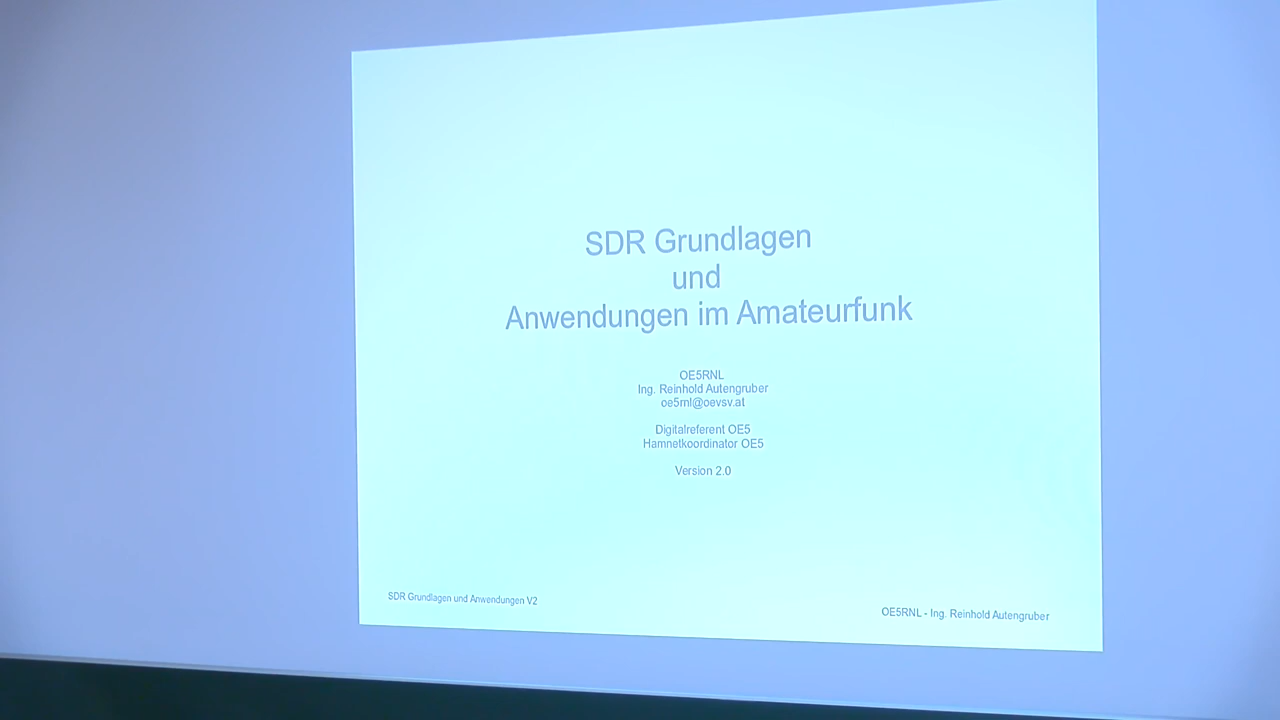 SDR Grundlagen
und
Anwendungen im Amateurfunk
OE5RNL
Ing. Reinhold Autengruber
oe5rnl@oevsv.at
Digitalreferent OE5
Hamnetkoordinator OE5
Version 2.0
SDR Grundlagen und Anwendungen V2
OE5RNL - Ing. Reinhold Autengruber